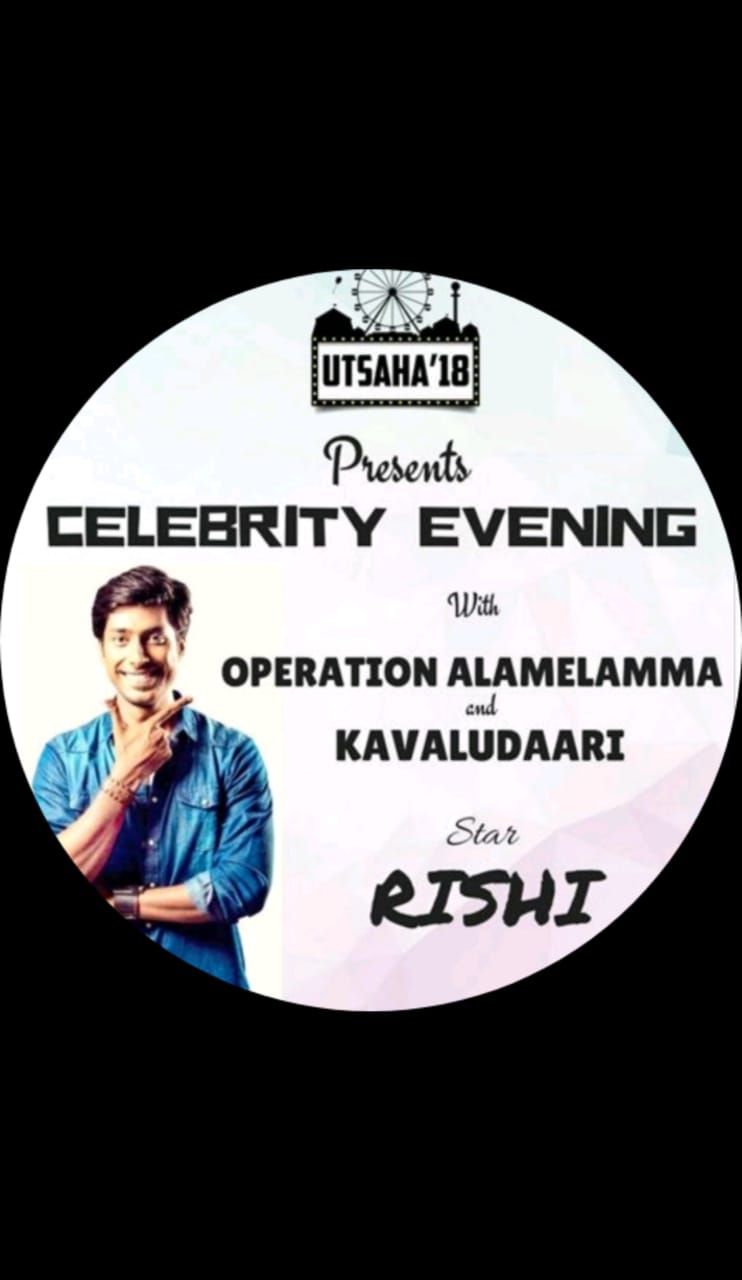 UTSAHA'18
Presents
CELEBRITY EVENING
With
OPERATION ALAMELAMMA
and
KAVALUDAARI
Star
RISHI